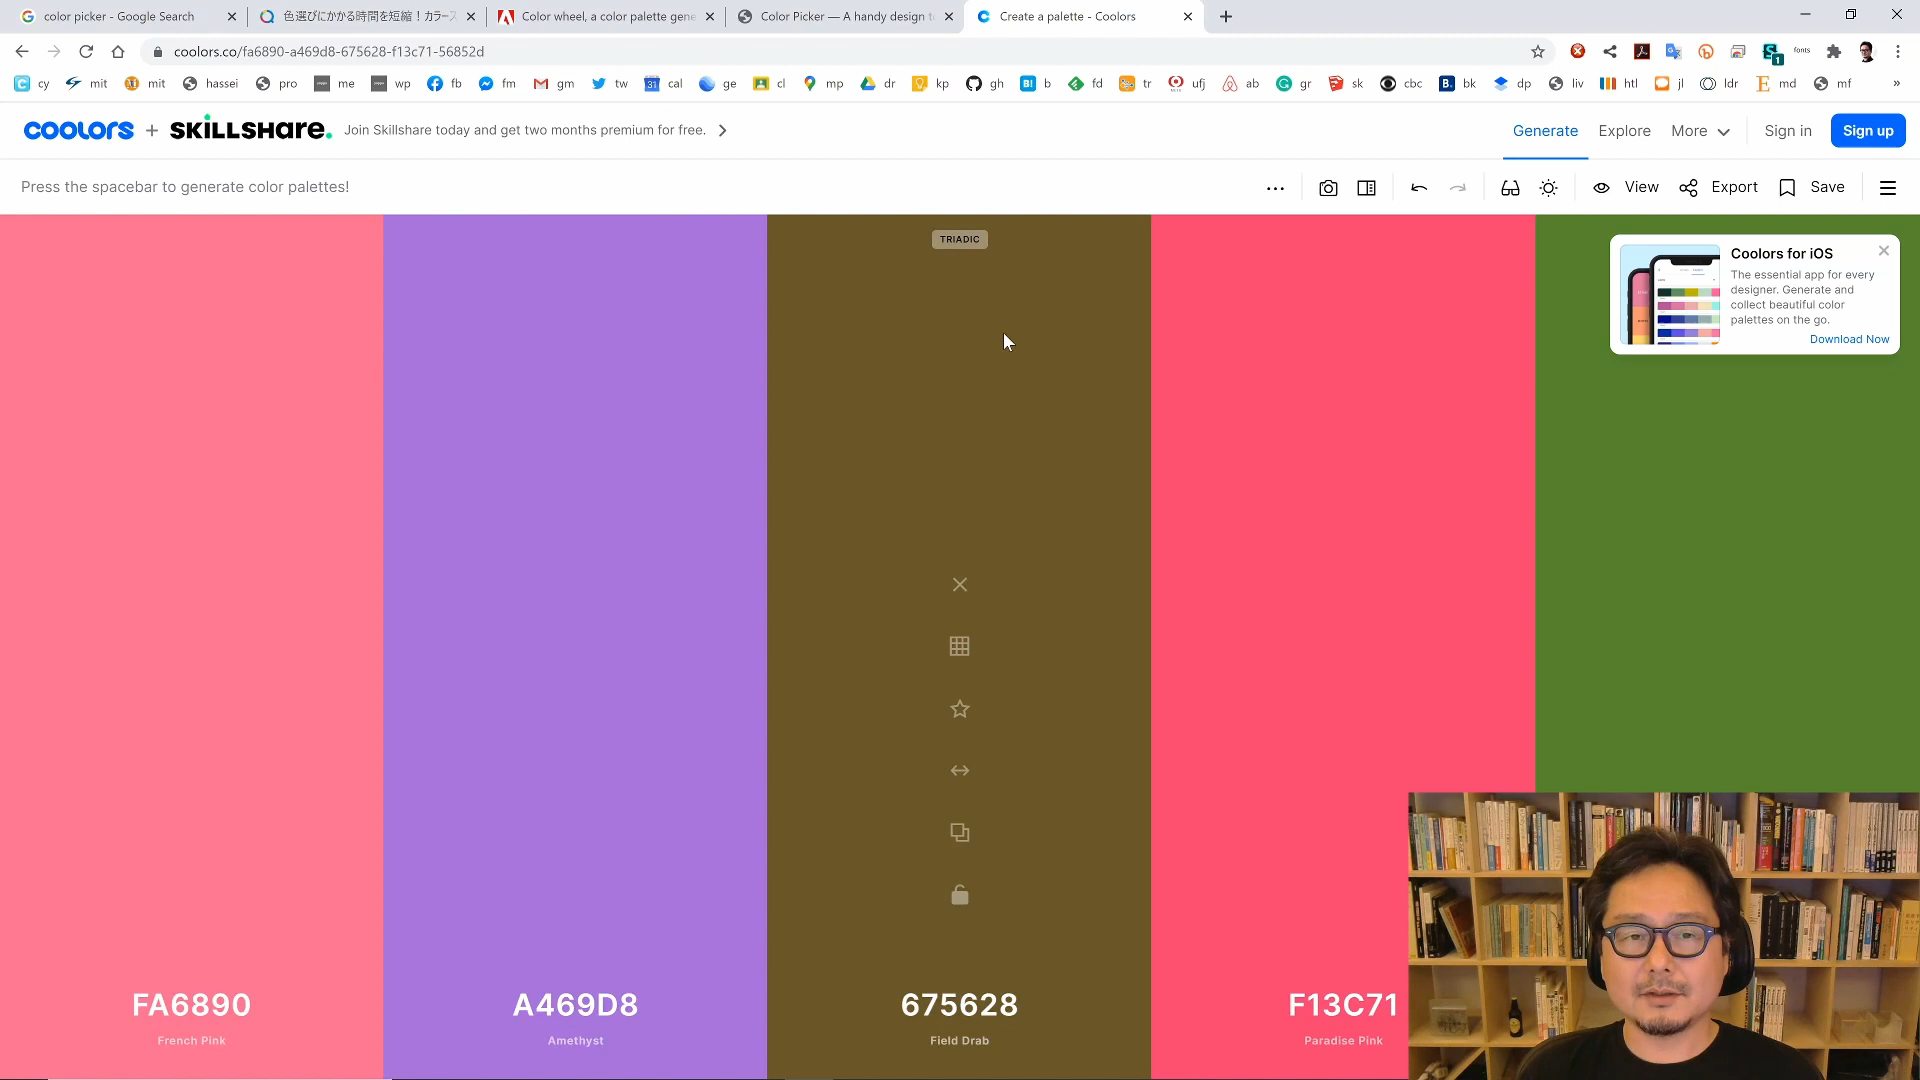 color picker - Google Search
色選びにかかる時間を短縮！カラース
Color wheel, a color palette gene
Color Picker — A handy design t
Create a palette - Coolors
coolors.co/fa6890-a469d8-675628-f13c71-56852d
fonts
1
cy mit mit hassei pro me wp fb fm gm tw 31 cal ge cl mp dr kp gh B! b fd tr ufj ab gr sk cbc B. bk dp liv htl jl ldr E md mf »
coolors + SKILLSHARE. Join Skillshare today and get two months premium for free.
Generate Explore More Sign in Sign up
Press the spacebar to generate color palettes!
View Export Save
TRIADIC
Coolors for iOS
The essential app for every
designer. Generate and
collect beautiful color
palettes on the go.
Download Now
FA6890 A469D8 675628 F13C71
French Pink Amethyst Field Drab Paradise Pink